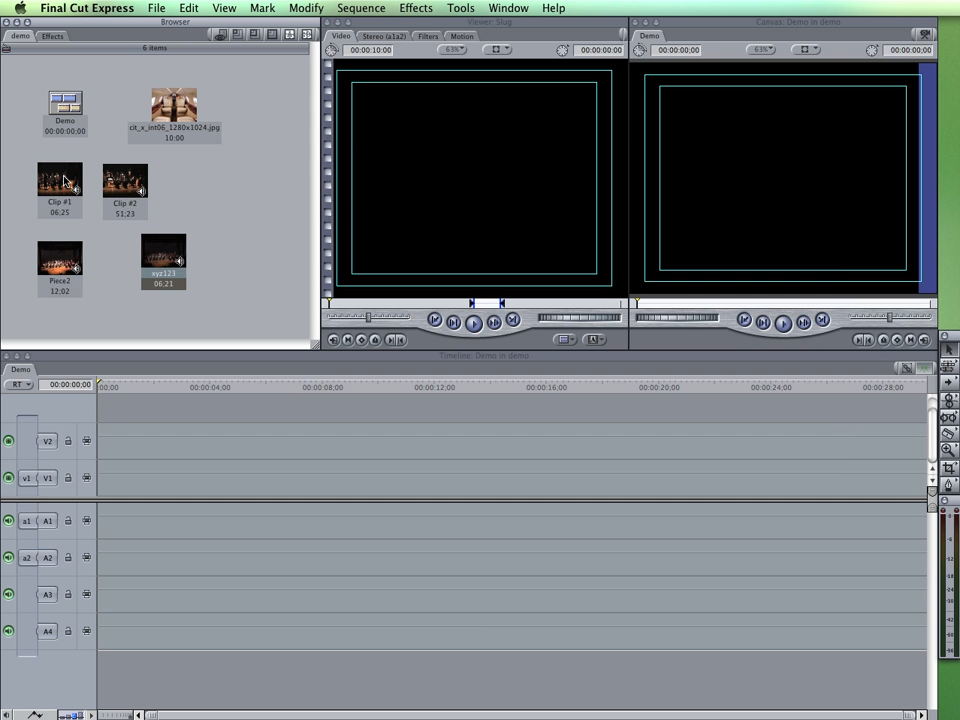 Final Cut Express File Edit View Mark Modify Sequence Effects Tools Window Help
Browser
Viewer: Slug
Canvas: Demo in demo
demo Effects
Video Stereo (a1a2) Filters Motion
Demo
6 items
00:00:10:00 63% 00:00:00;00
00:00:00;00 63% 00:00:00;00
Demo
00:00:00;00
cit_x_int06_1280x1024.jpg
10:00
Clip #1
06;25
Clip #2
51;23
Piece2
12;02
xyz123
06;21
Timeline: Demo in demo
Demo
RT 00:00:00;00
00:00 00:00:04;00 00:00:08;00 00:00:12;00 00:00:16;00 00:00:20;00 00:00:24;00 00:00:28;00
V2
v1 V1
a1 A1
a2 A2
A3
A4